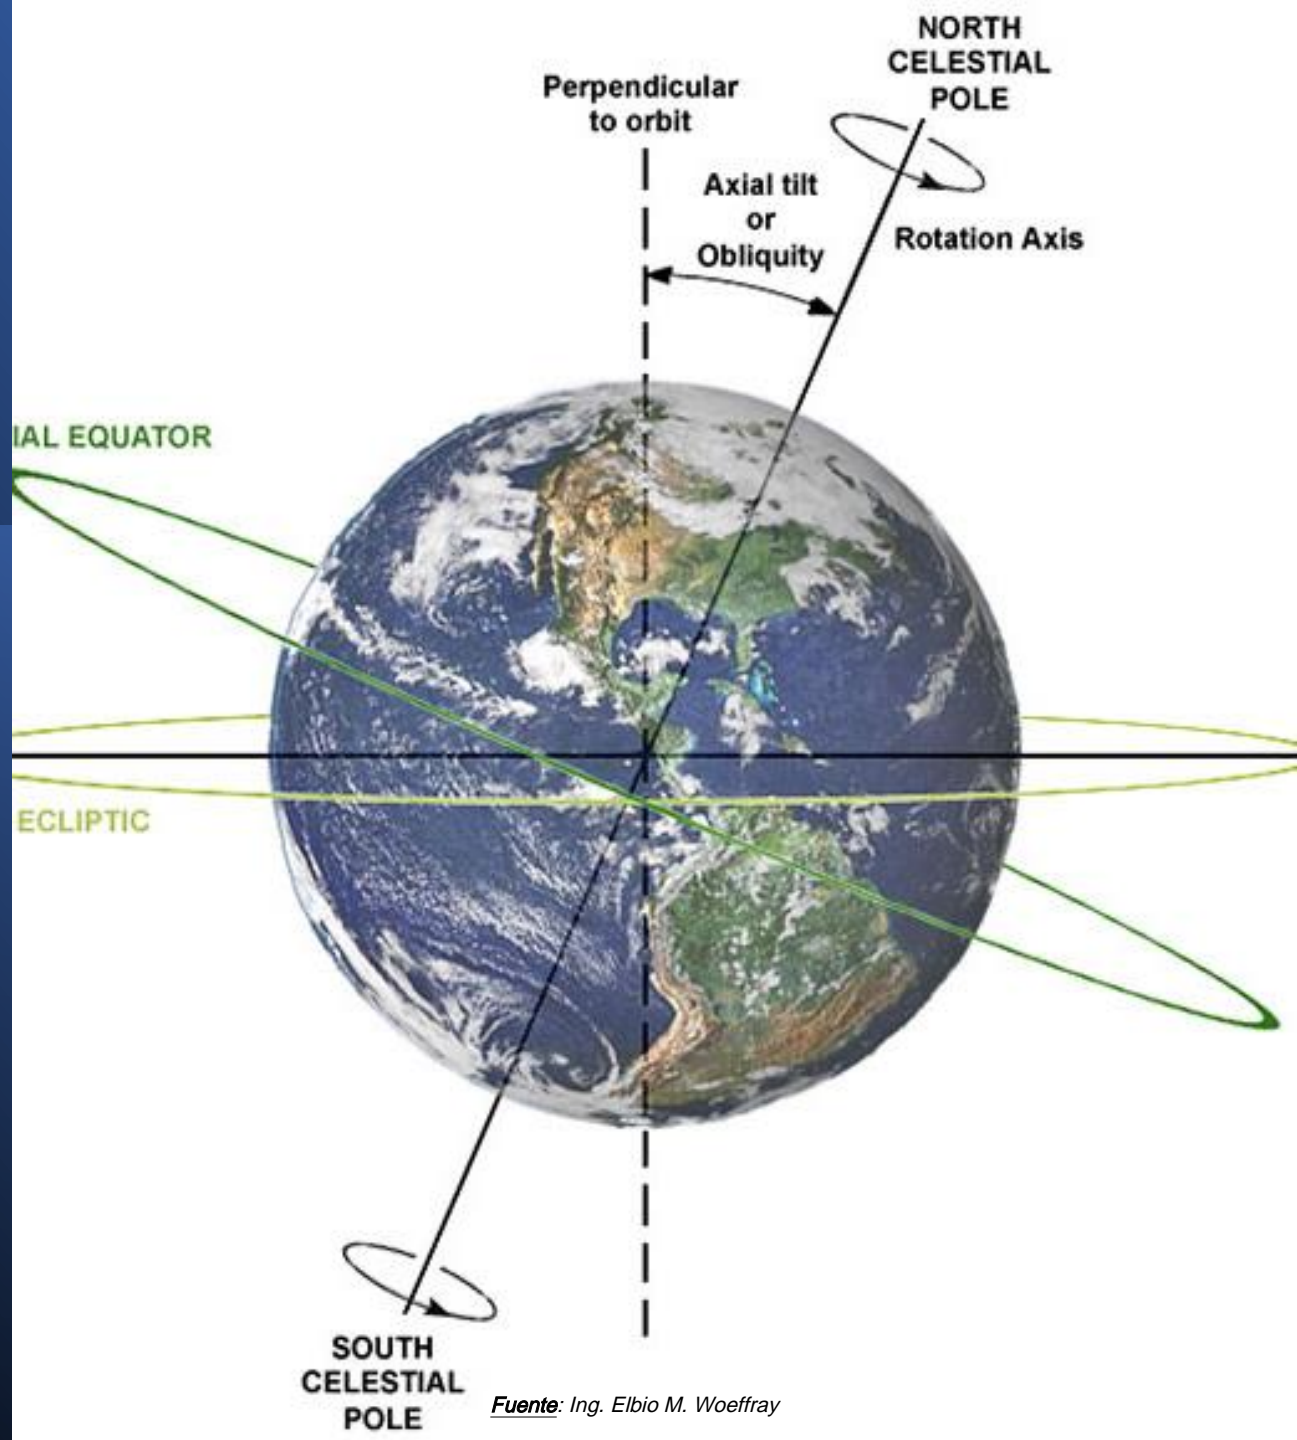 NORTH
CELESTIAL
POLE
Perpendicular
to orbit
Axial tilt
or
Obliquity
Rotation Axis
IAL EQUATOR
ECLIPTIC
SOUTH
CELESTIAL
POLE
Fuente: Ing. Elbio M. Woeffray